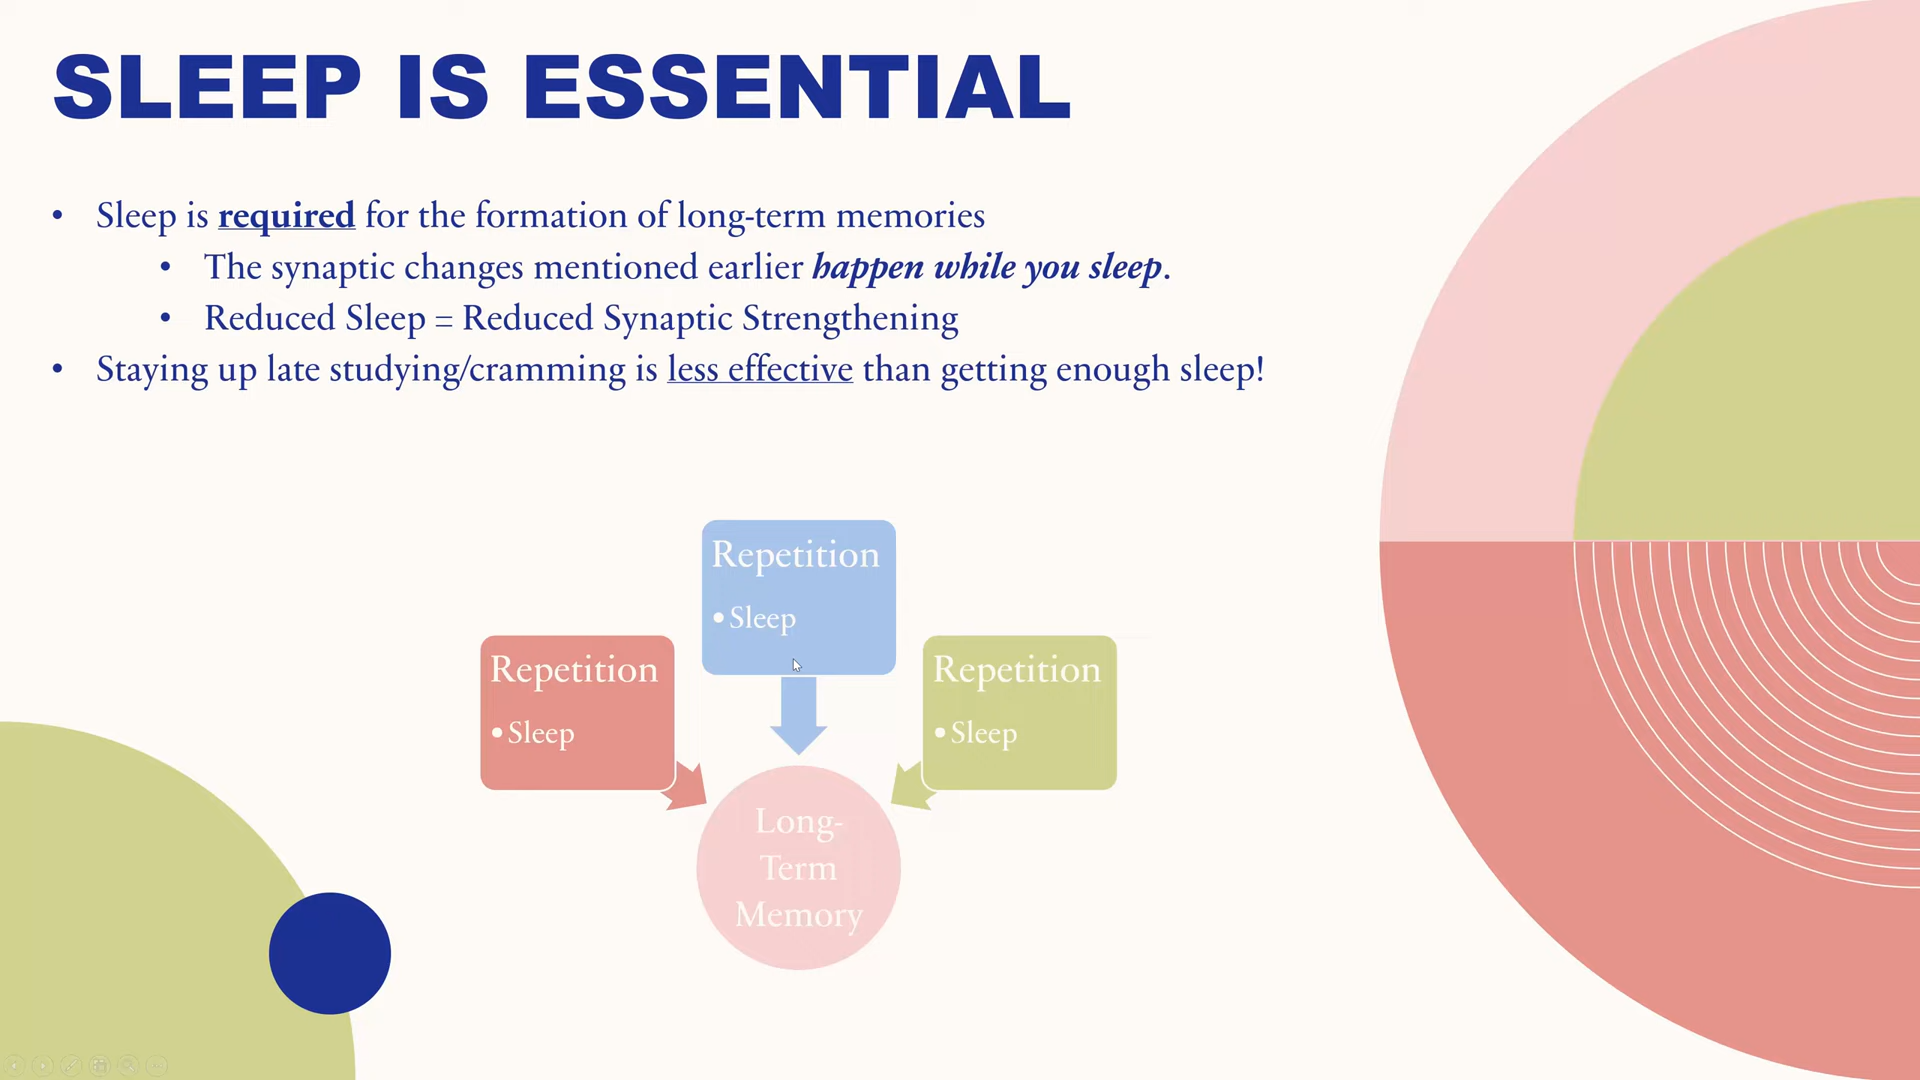 SLEEP IS ESSENTIAL
• Sleep is required for the formation of long-term memories
• The synaptic changes mentioned earlier happen while you sleep.
• Reduced Sleep = Reduced Synaptic Strengthening
• Staying up late studying/cramming is less effective than getting enough sleep!
Repetition
• Sleep
Repetition
• Sleep
Repetition
• Sleep
Long-
Term
Memory